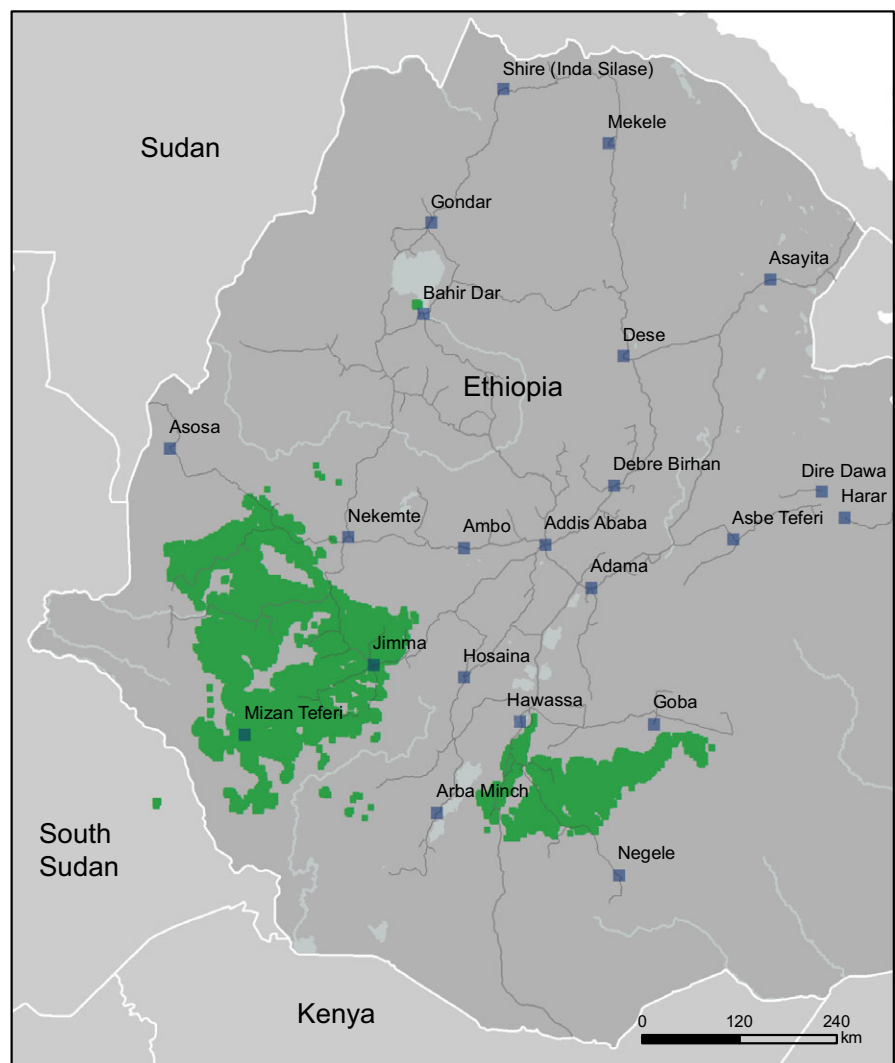 Shire (Inda Silase)
Mekele
Sudan
Gondar
Asayita
Bahir Dar
Dese
Ethiopia
Asosa
Debre Birhan
Dire Dawa
Harar
Nekemte
Ambo
Addis Ababa
Asbe Teferi
Adama
Jimma
Hosaina
Hawassa
Goba
Mizan Teferi
Arba Minch
South
Sudan
Negele
Kenya
0 120 240
km